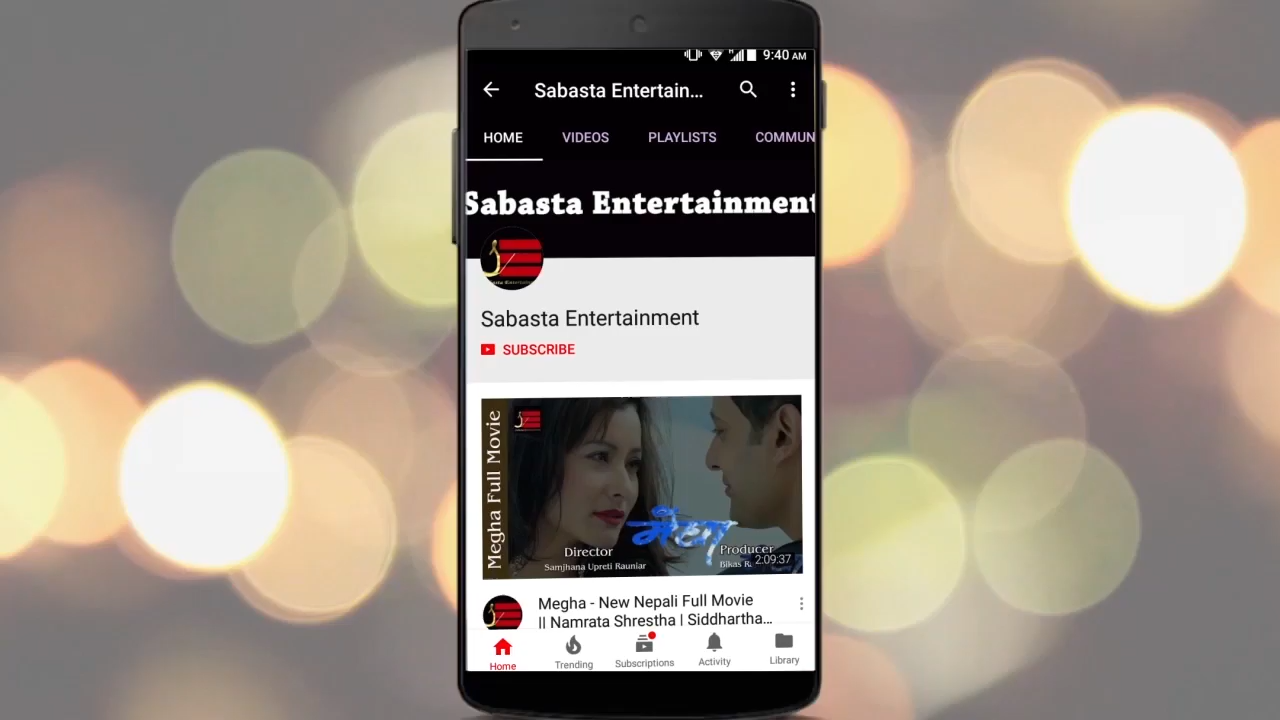 9:40 AM
Sabasta Entertain...
HOME VIDEOS PLAYLISTS COMMUN
Sabasta Entertainment
Sabasta Entertainment
SUBSCRIBE
Megha Full Movie
मेघा
Director
Samjhana Upreti Rauniar
Producer
Bikas R.
2:09:37
Megha - New Nepali Full Movie
|| Namrata Shrestha | Siddhartha...
Home Trending Subscriptions Activity Library